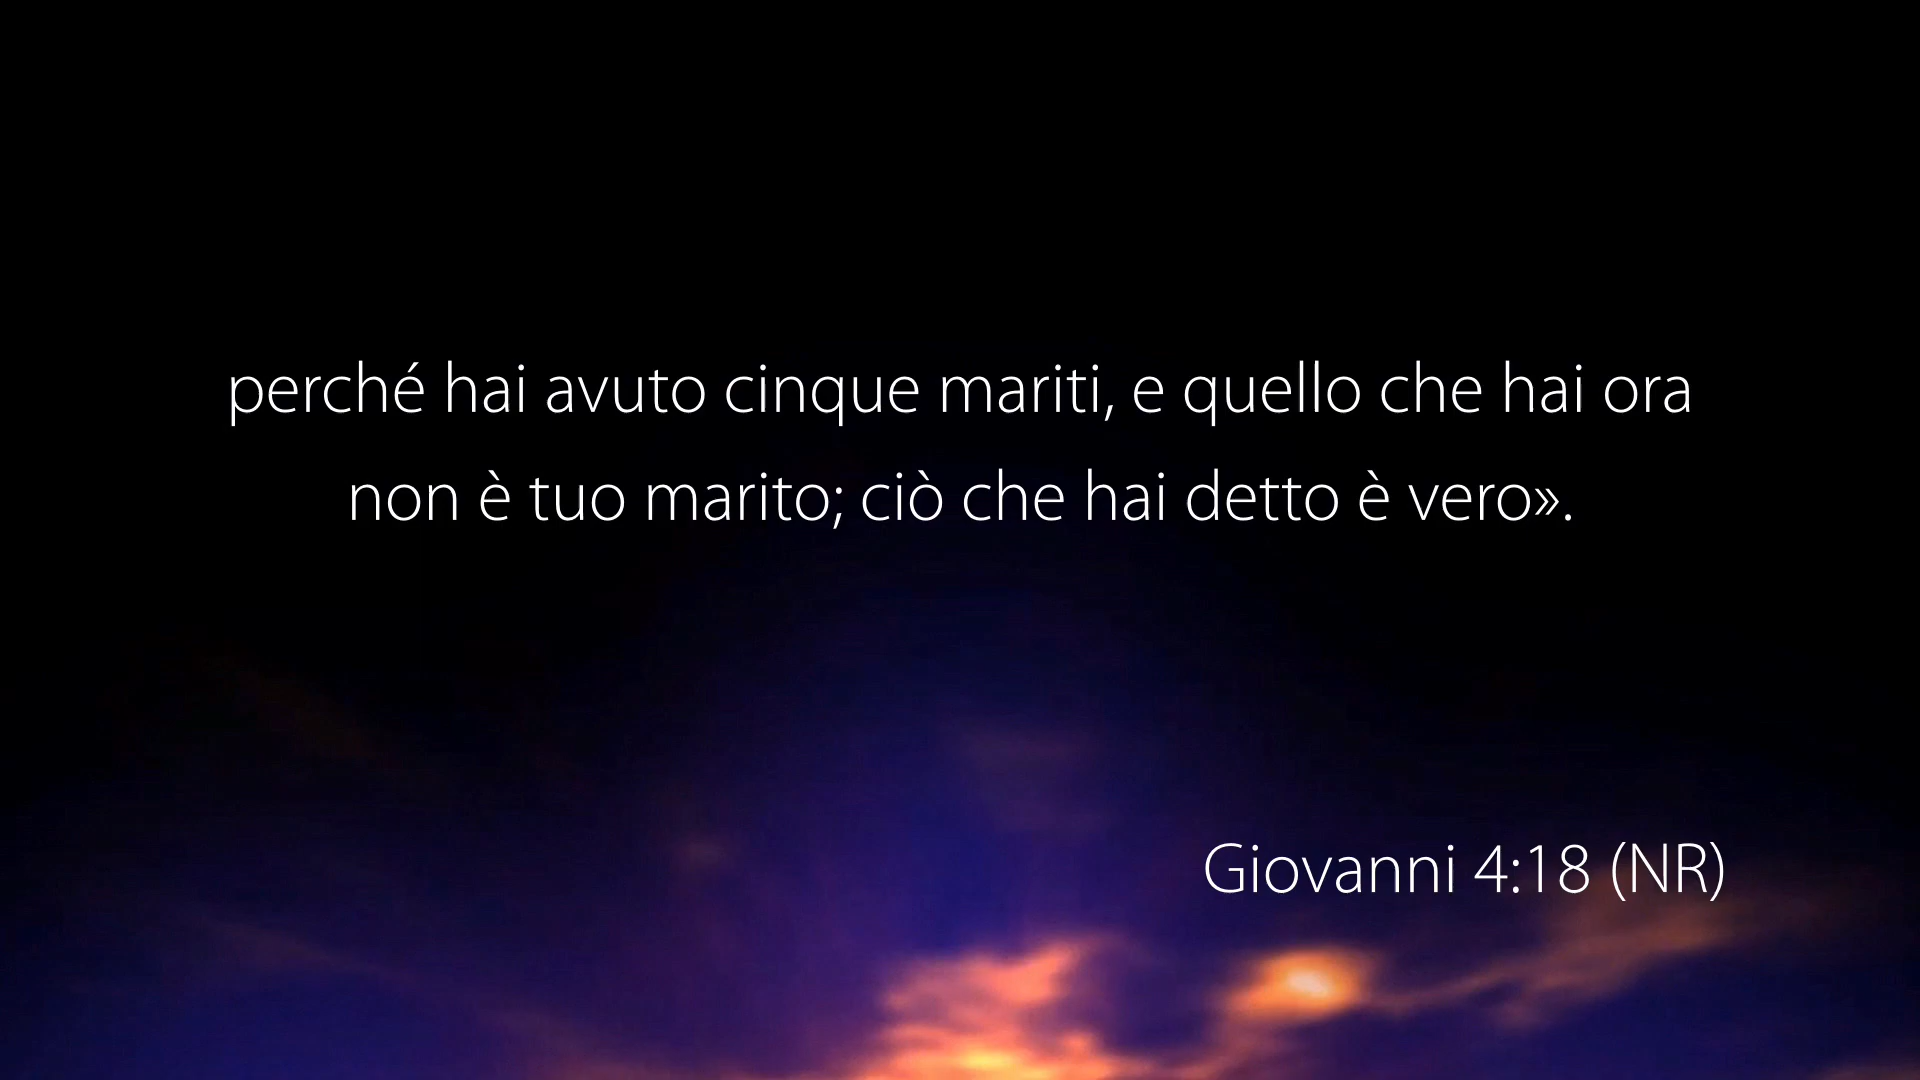 perché hai avuto cinque mariti, e quello che hai ora
non è tuo marito; ciò che hai detto è vero».
Giovanni 4:18 (NR)